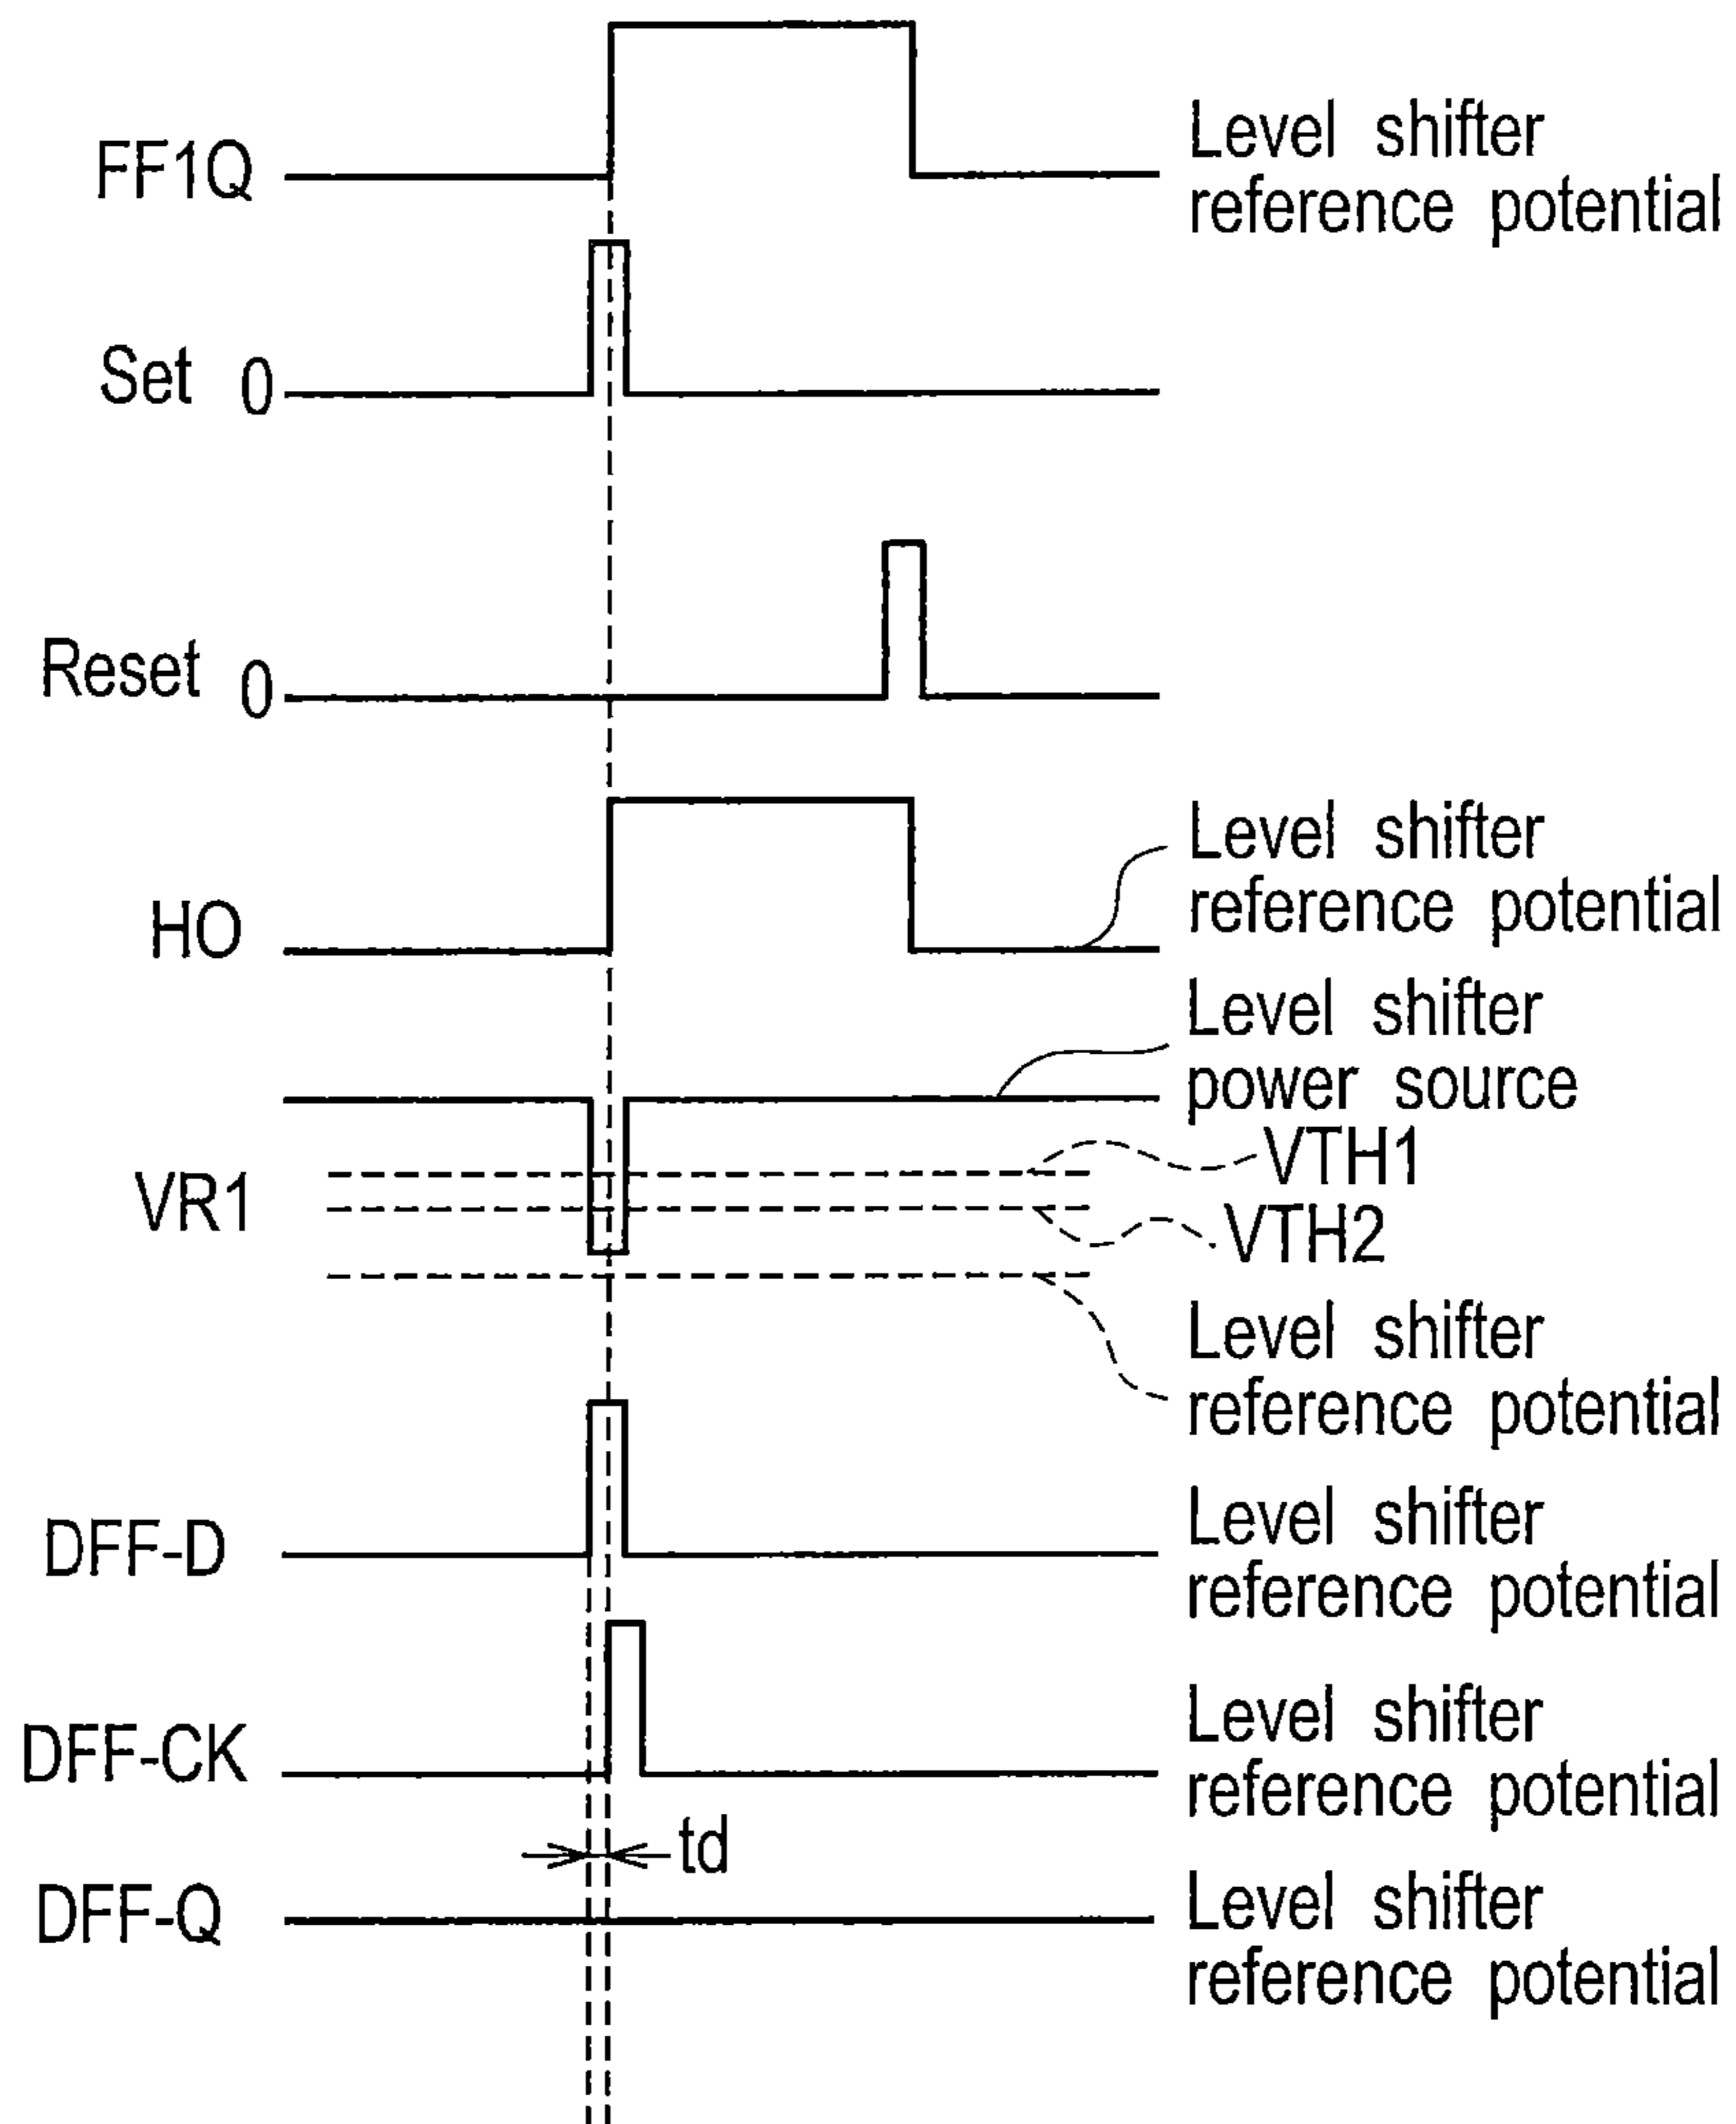 FF1Q
Level shifter
reference potential
Set 0
Reset 0
HO
Level shifter
reference potential
Level shifter
power source
VR1
VTH1
VTH2
Level shifter
reference potential
DFF-D
Level shifter
reference potential
DFF-CK
Level shifter
reference potential
td
DFF-Q
Level shifter
reference potential